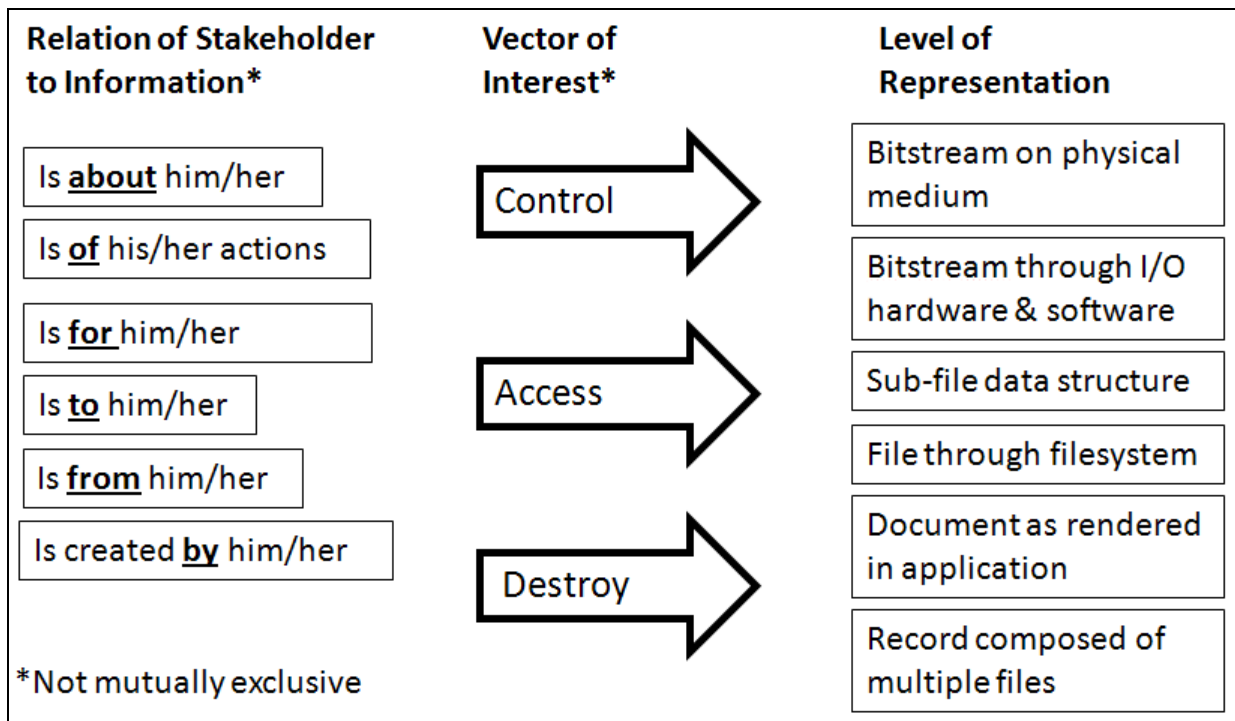 Relation of Stakeholder
to Information*
Is about him/her
Is of his/her actions
Is for him/her
Is to him/her
Is from him/her
Is created by him/her
*Not mutually exclusive
Vector of
Interest*
Control
Access
Destroy
Level of
Representation
Bitstream on physical
medium
Bitstream through I/O
hardware & software
Sub-file data structure
File through filesystem
Document as rendered
in application
Record composed of
multiple files